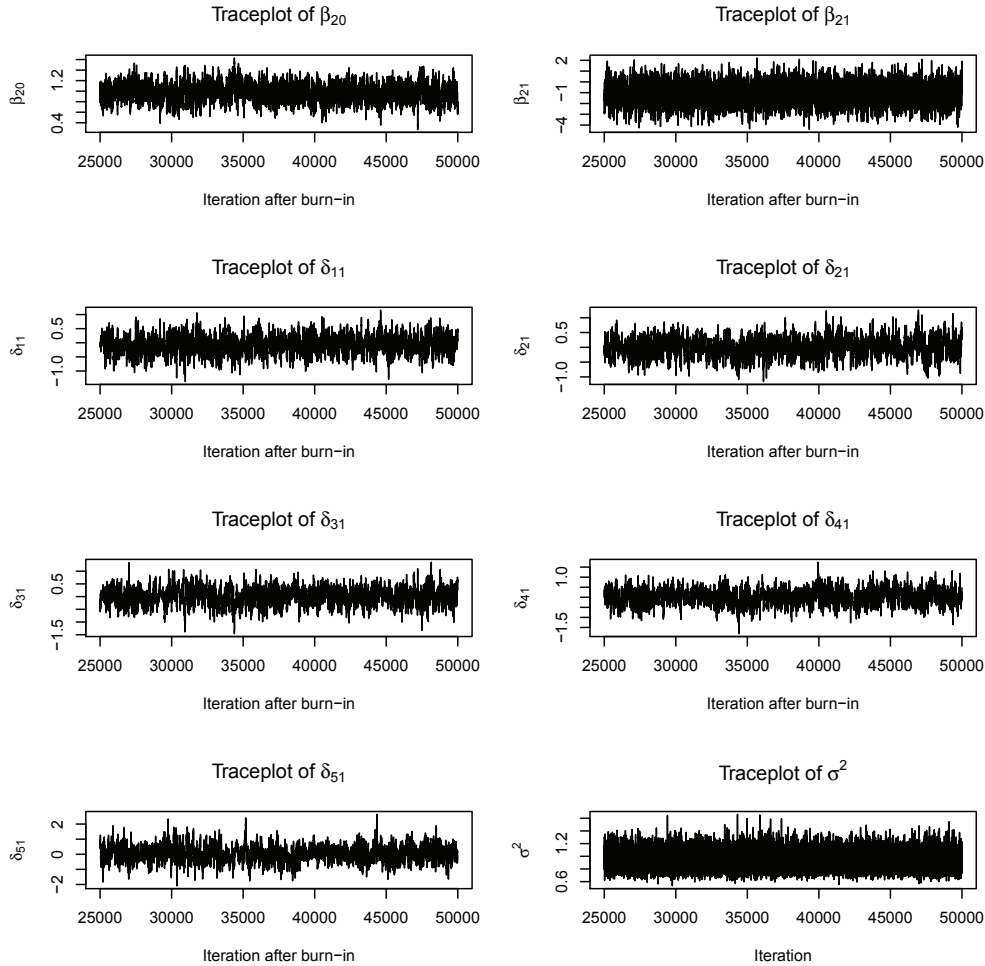 Traceplot of β20
β20
0.4 1.2
25000 30000 35000 40000 45000 50000
Iteration after burn−in
Traceplot of β21
β21
−4 −1 2
25000 30000 35000 40000 45000 50000
Iteration after burn−in
Traceplot of δ11
δ11
−1.0 0.5
25000 30000 35000 40000 45000 50000
Iteration after burn−in
Traceplot of δ21
δ21
−1.0 0.5
25000 30000 35000 40000 45000 50000
Iteration after burn−in
Traceplot of δ31
δ31
−1.5 0.5
25000 30000 35000 40000 45000 50000
Iteration after burn−in
Traceplot of δ41
δ41
−1.5 1.0
25000 30000 35000 40000 45000 50000
Iteration after burn−in
Traceplot of δ51
δ51
−2 0 2
25000 30000 35000 40000 45000 50000
Iteration after burn−in
Traceplot of σ²
σ²
0.6 1.2
25000 30000 35000 40000 45000 50000
Iteration